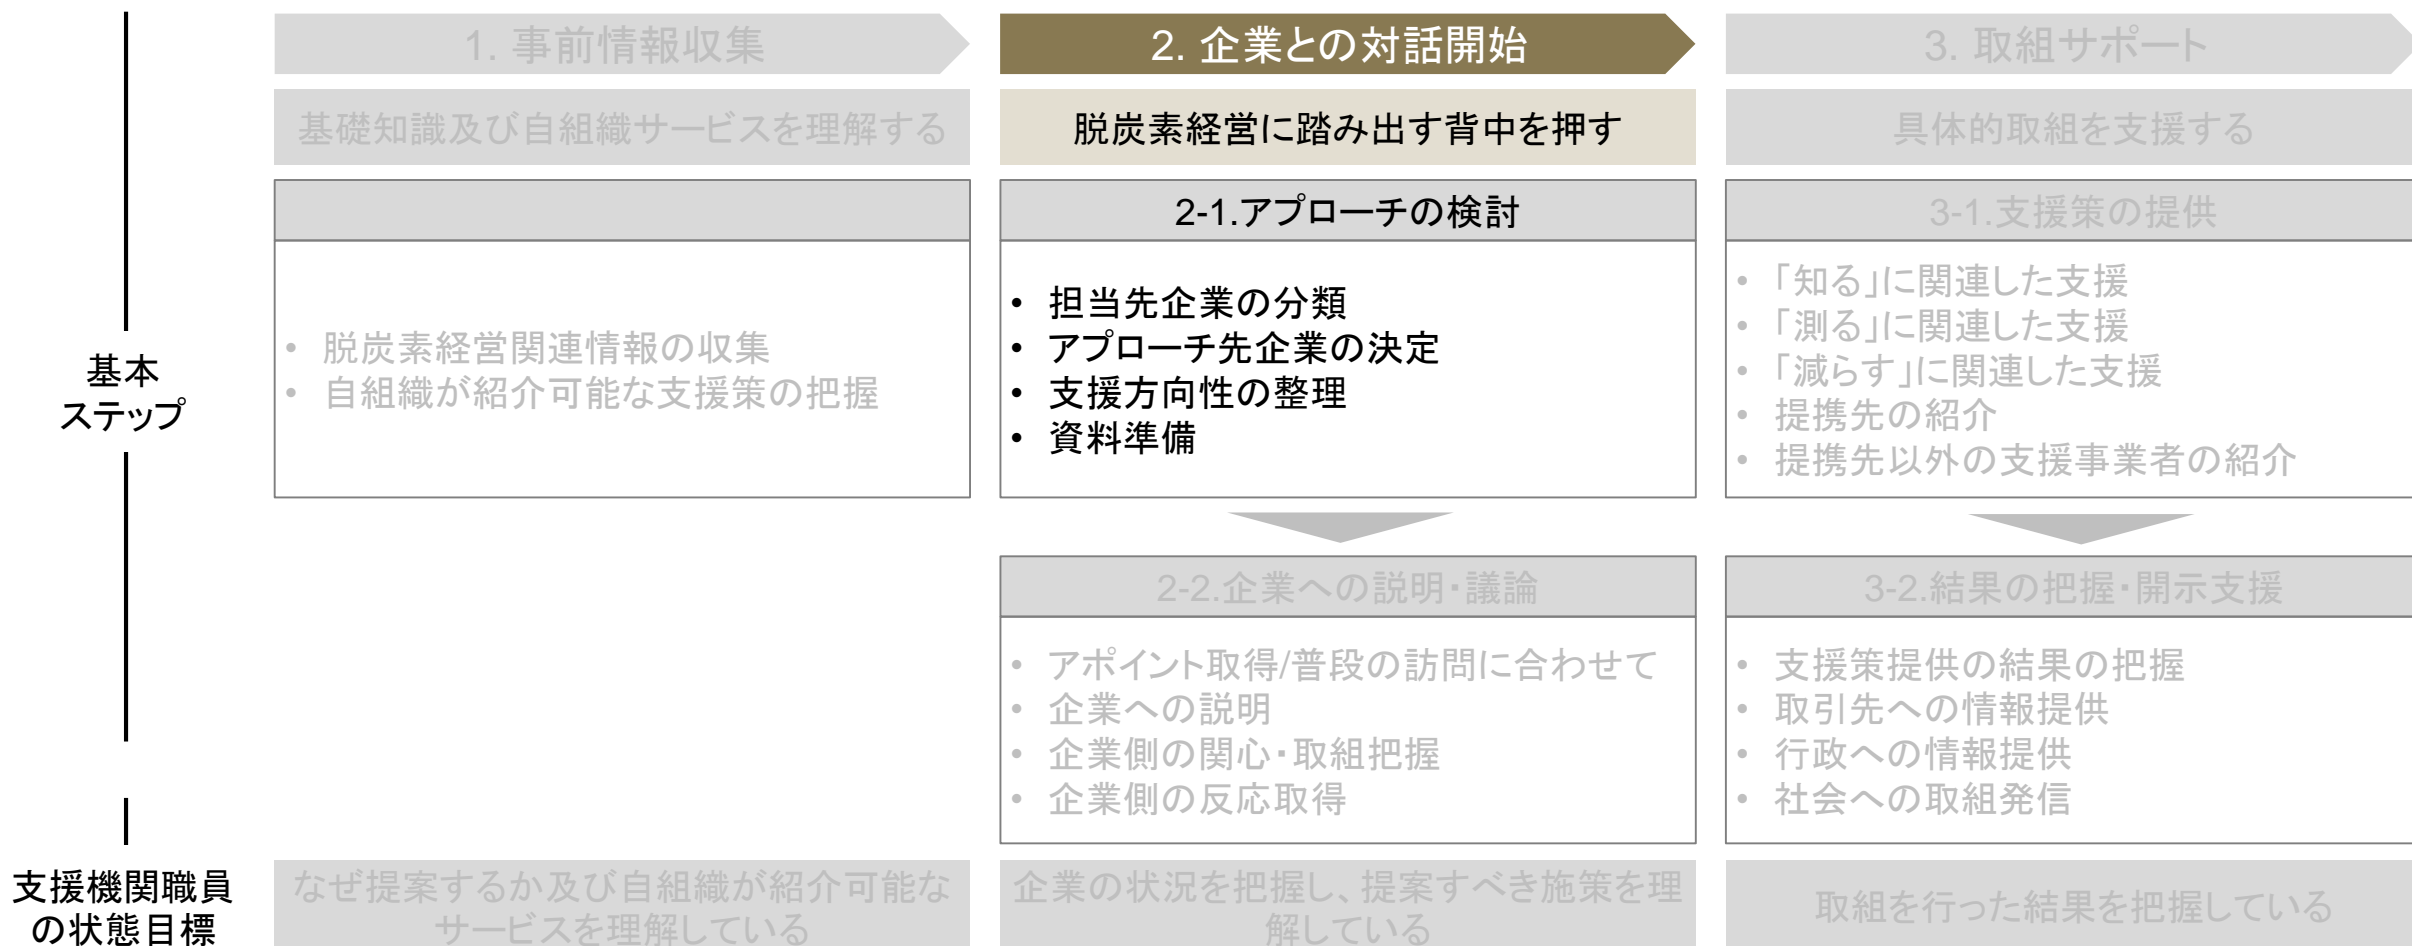 1. 事前情報収集
2. 企業との対話開始
3. 取組サポート
基礎知識及び自組織サービスを理解する
脱炭素経営に踏み出す背中を押す
具体的取組を支援する
基本
ステップ
• 脱炭素経営関連情報の収集
• 自組織が紹介可能な支援策の把握
2-1.アプローチの検討
• 担当先企業の分類
• アプローチ先企業の決定
• 支援方向性の整理
• 資料準備
3-1.支援策の提供
• 「知る」に関連した支援
• 「測る」に関連した支援
• 「減らす」に関連した支援
• 提携先の紹介
• 提携先以外の支援事業者の紹介
2-2.企業への説明・議論
• アポイント取得/普段の訪問に合わせて
• 企業への説明
• 企業側の関心・取組把握
• 企業側の反応取得
3-2.結果の把握・開示支援
• 支援策提供の結果の把握
• 取引先への情報提供
• 行政への情報提供
• 社会への取組発信
支援機関職員
の状態目標
なぜ提案するか及び自組織が紹介可能な
サービスを理解している
企業の状況を把握し、提案すべき施策を理
解している
取組を行った結果を把握している